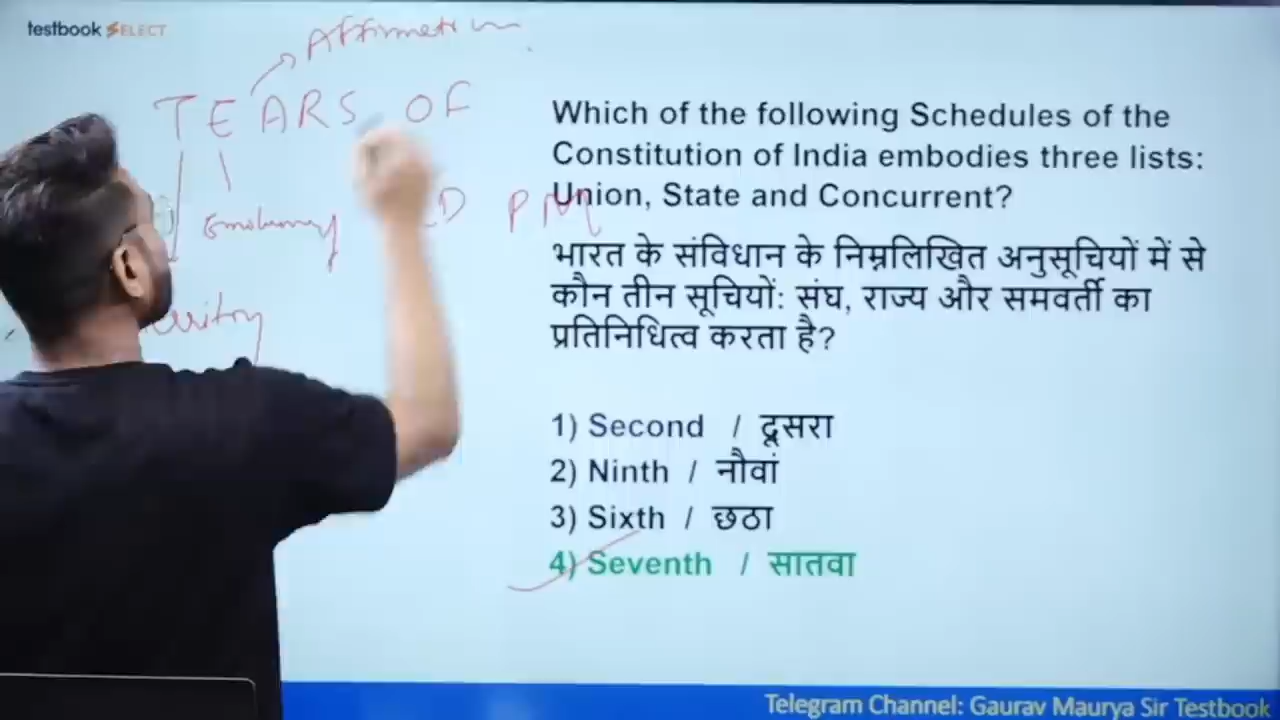 testbook SELECT
Affirmation
TEARS OF
D PM
Territory
Which of the following Schedules of the
Constitution of India embodies three lists:
Union, State and Concurrent?
भारत के संविधान के निम्नलिखित अनुसूचियों में से
कौन तीन सूचियों: संघ, राज्य और समवर्ती का
प्रतिनिधित्व करता है?
1) Second / दूसरा
2) Ninth / नौवां
3) Sixth / छठा
4) Seventh / सातवा
Telegram Channel: Gaurav Maurya Sir Testbook